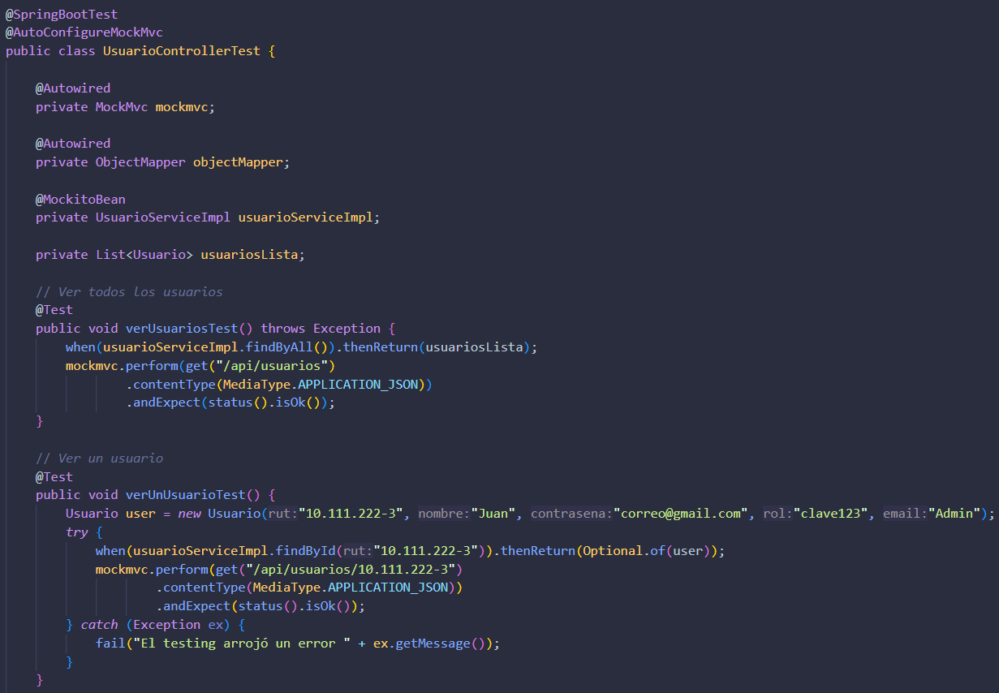 @SpringBootTest
@AutoConfigureMockMvc
public class UsuarioControllerTest {
@Autowired
private MockMvc mockmvc;
@Autowired
private ObjectMapper objectMapper;
@MockitoBean
private UsuarioServiceImpl usuarioServiceImpl;
private List<Usuario> usuariosLista;
// Ver todos los usuarios
@Test
public void verUsuariosTest() throws Exception {
when(usuarioServiceImpl.findByAll()).thenReturn(usuariosLista);
mockmvc.perform(get("/api/usuarios")
.contentType(MediaType.APPLICATION_JSON))
.andExpect(status().isOk());
}
// Ver un usuario
@Test
public void verUnUsuarioTest() {
Usuario user = new Usuario(rut:"10.111.222-3", nombre:"Juan", contrasena:"correo@gmail.com", rol:"clave123", email:"Admin");
try {
when(usuarioServiceImpl.findById(rut:"10.111.222-3")).thenReturn(Optional.of(user));
mockmvc.perform(get("/api/usuarios/10.111.222-3")
.contentType(MediaType.APPLICATION_JSON))
.andExpect(status().isOk());
} catch (Exception ex) {
fail("El testing arrojó un error " + ex.getMessage());
}
}